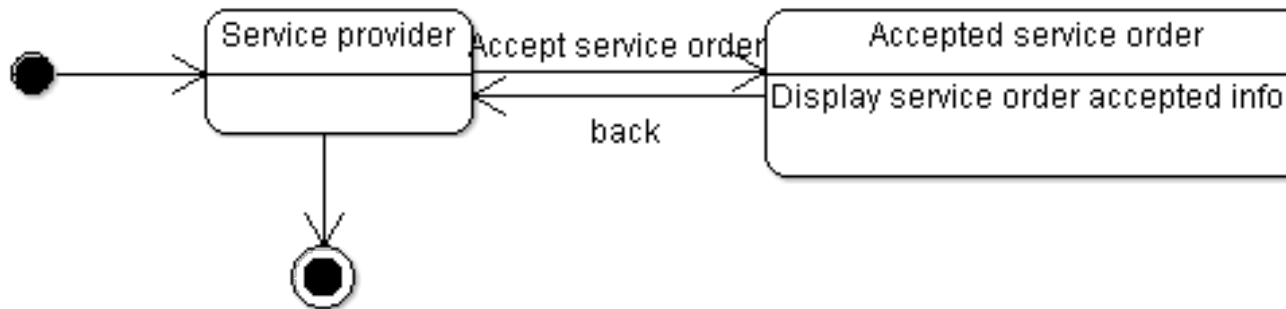 Service provider
Accept service order
Accepted service order
Display service order accepted info
back